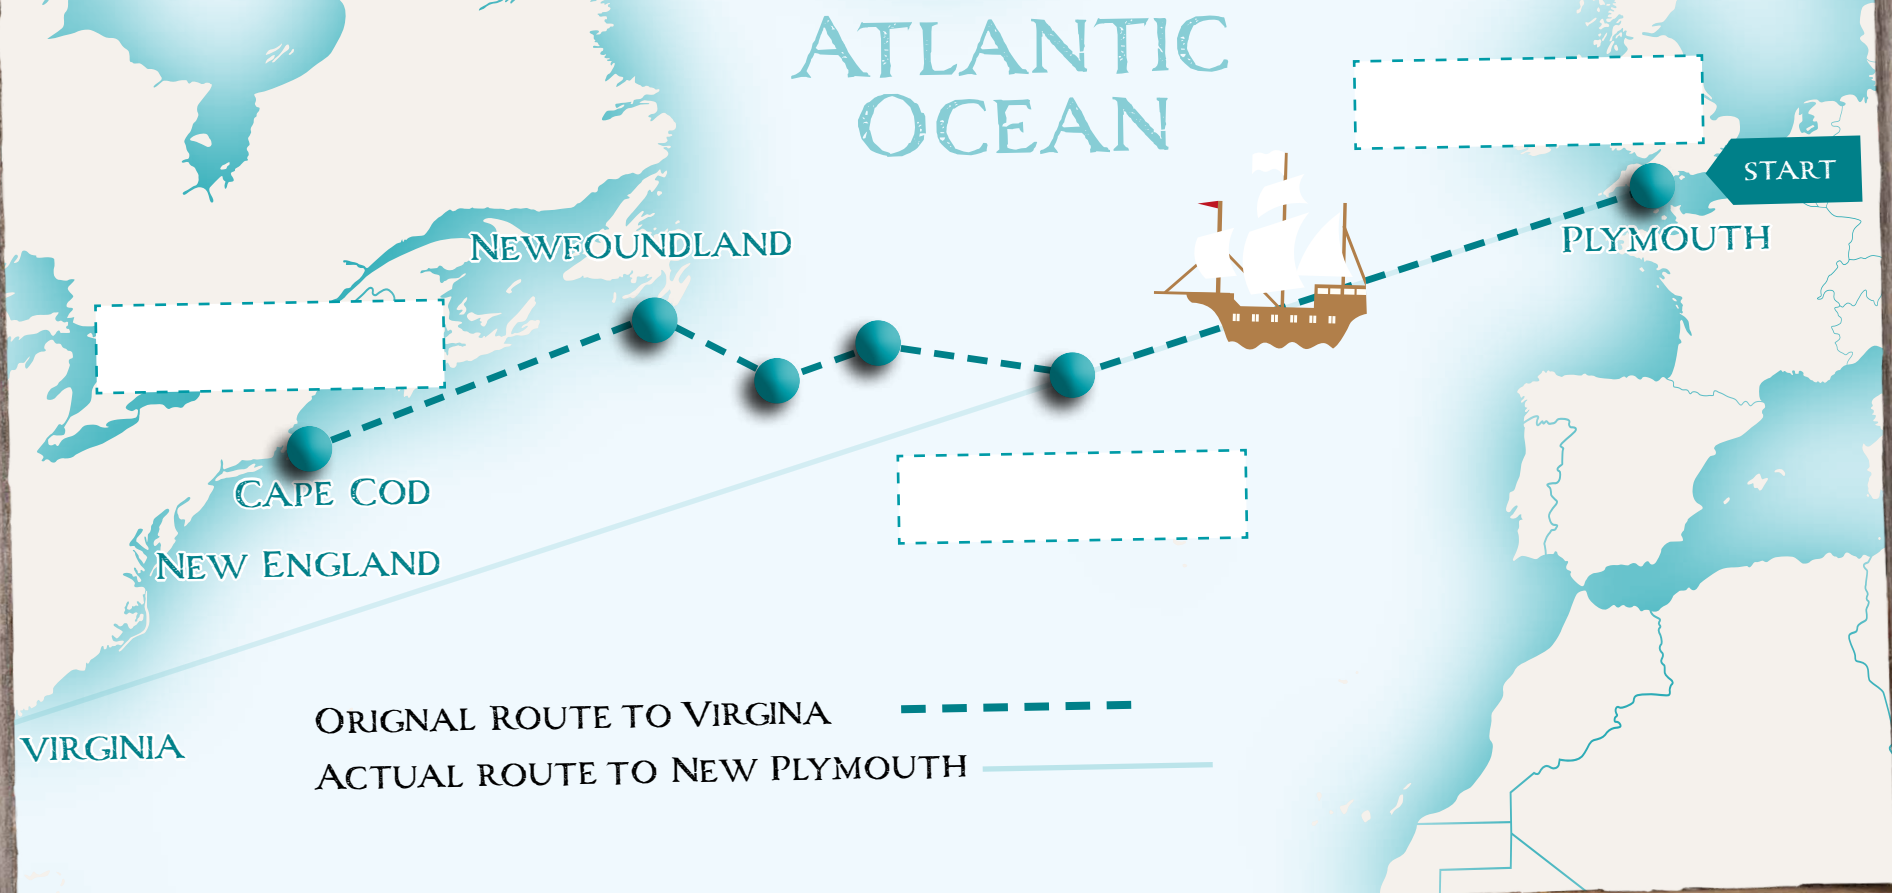 ATLANTIC
OCEAN
START
PLYMOUTH
NEWFOUNDLAND
CAPE COD
NEW ENGLAND
VIRGINIA
ORIGNAL ROUTE TO VIRGINA
ACTUAL ROUTE TO NEW PLYMOUTH